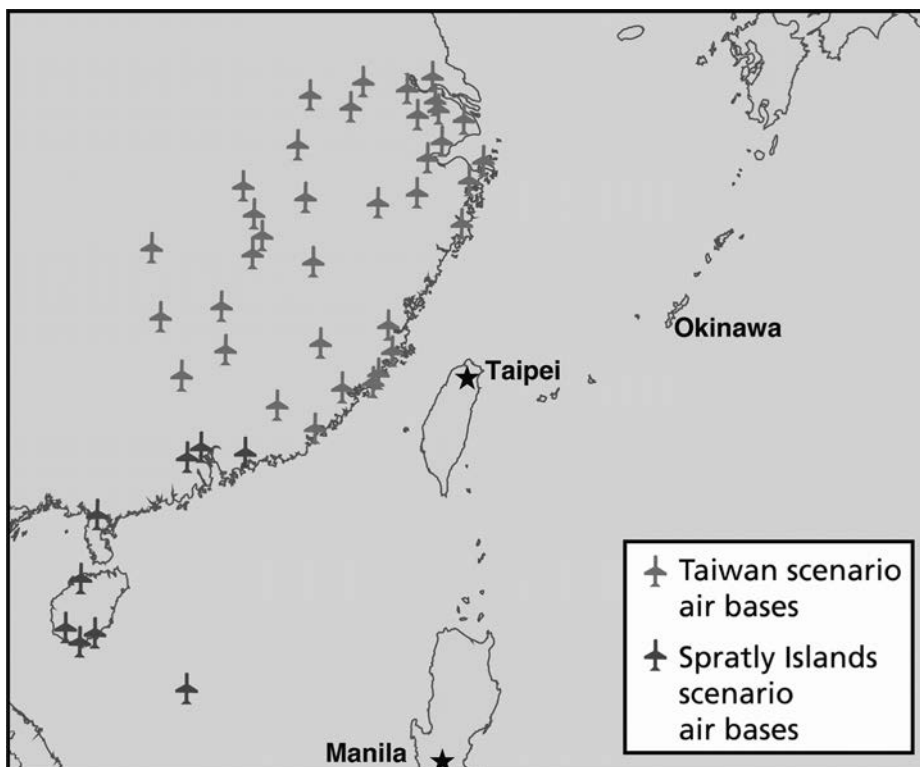 Okinawa
Taipei
Taiwan scenario
air bases
Spratly Islands
scenario
air bases
Manila